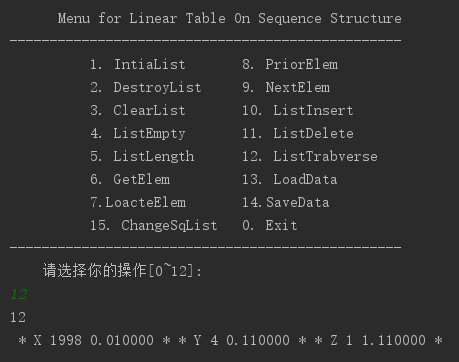 Menu for Linear Table On Sequence Structure
-------------------------------------------------
1. IntiaList 8. PriorElem
2. DestroyList 9. NextElem
3. ClearList 10. ListInsert
4. ListEmpty 11. ListDelete
5. ListLength 12. ListTrabverse
6. GetElem 13. LoadData
7.LoacteElem 14.SaveData
15. ChangeSqList 0. Exit
-------------------------------------------------
请选择你的操作[0~12]:
12
12
* X 1998 0.010000 * * Y 4 0.110000 * * Z 1 1.110000 *